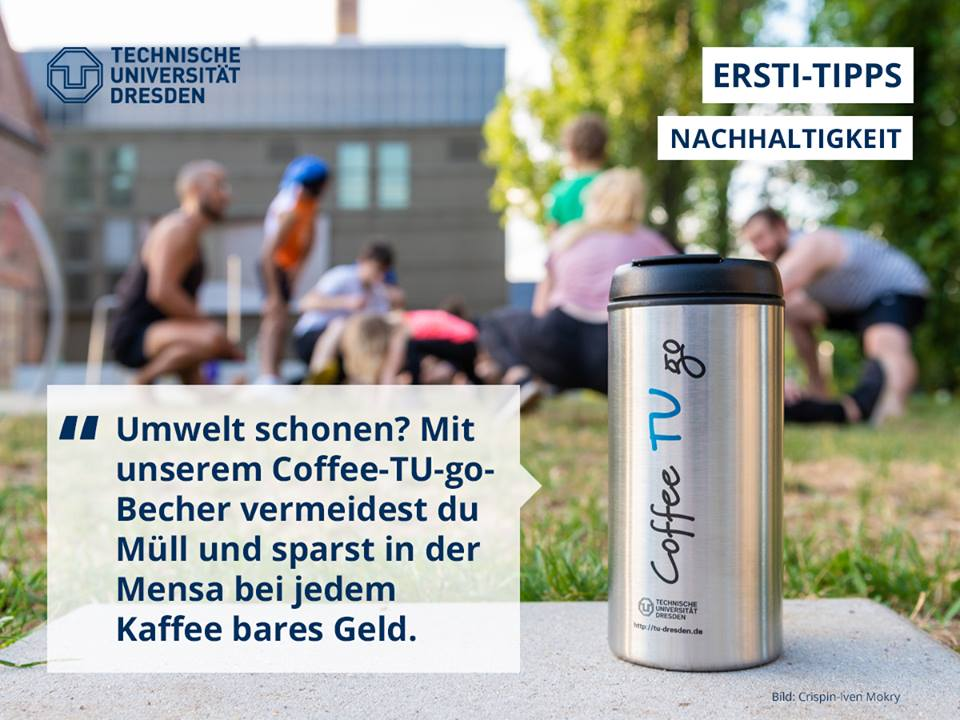 TECHNISCHE
UNIVERSITÄT
DRESDEN
ERSTI-TIPPS
NACHHALTIGKEIT
Umwelt schonen? Mit
unserem Coffee-TU-go-
Becher vermeidest du
Müll und sparst in der
Mensa bei jedem
Kaffee bares Geld.
Coffee TU go
TECHNISCHE
UNIVERSITÄT
DRESDEN
http://tu-dresden.de
Bild: Crispin-Iven Mokry